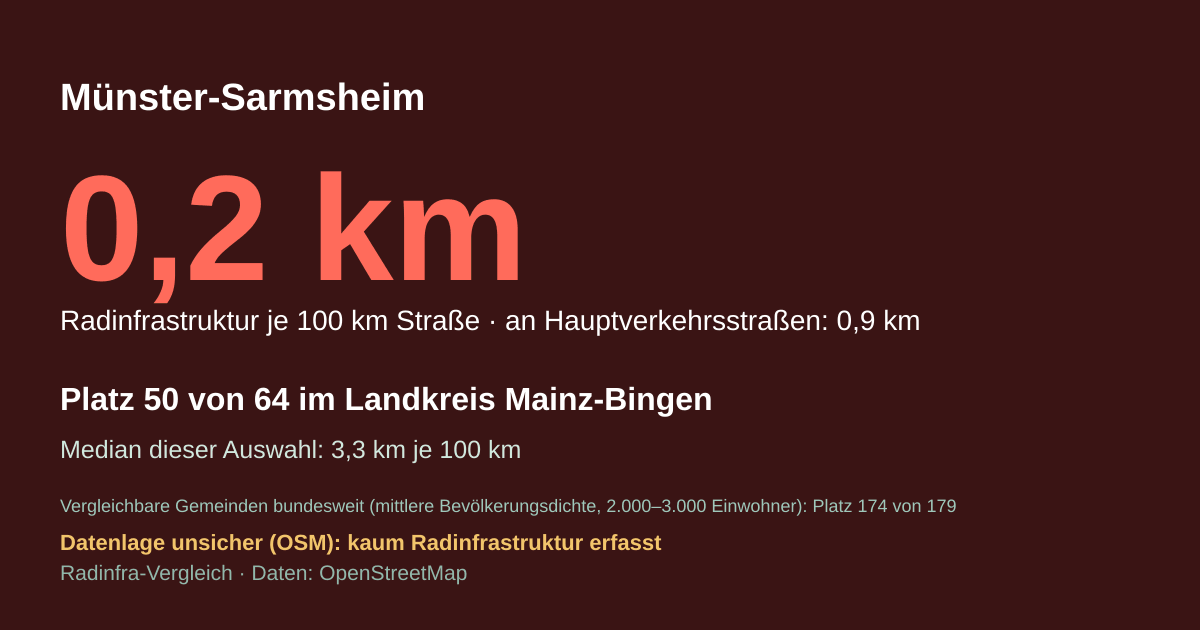 Münster-Sarmsheim
0,2 km
Radinfrastruktur je 100 km Straße · an Hauptverkehrsstraßen: 0,9 km
Platz 50 von 64 im Landkreis Mainz-Bingen
Median dieser Auswahl: 3,3 km je 100 km
Vergleichbare Gemeinden bundesweit (mittlere Bevölkerungsdichte, 2.000–3.000 Einwohner): Platz 174 von 179
Datenlage unsicher (OSM): kaum Radinfrastruktur erfasst
Radinfra-Vergleich · Daten: OpenStreetMap